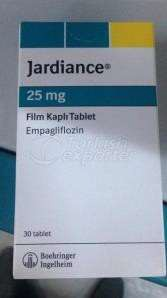 Jardiance®
25 mg
Film Kaplı Tablet
Empagliflozin
30 tablet
Boehringer
Ingelheim